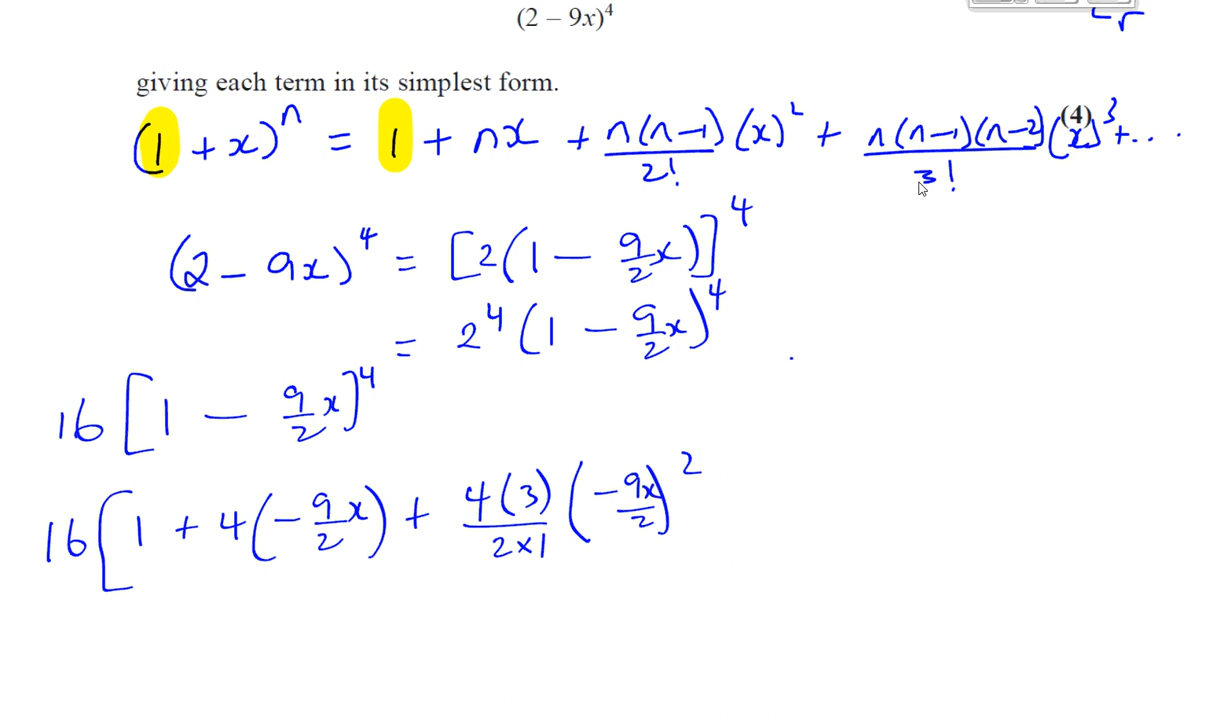 (2 – 9x)⁴
giving each term in its simplest form.
(4)
(1 + x)ⁿ = 1 + nx + n(n-1)/2! (x)² + n(n-1)(n-2)/3! (x)³ + ...
(2 - 9x)⁴ = [2(1 - 9/2 x)]⁴
= 2⁴ (1 - 9/2 x)⁴
16 [1 - 9/2 x]⁴
16 [1 + 4(-9/2 x) + 4(3)/2×1 (-9x/2)²